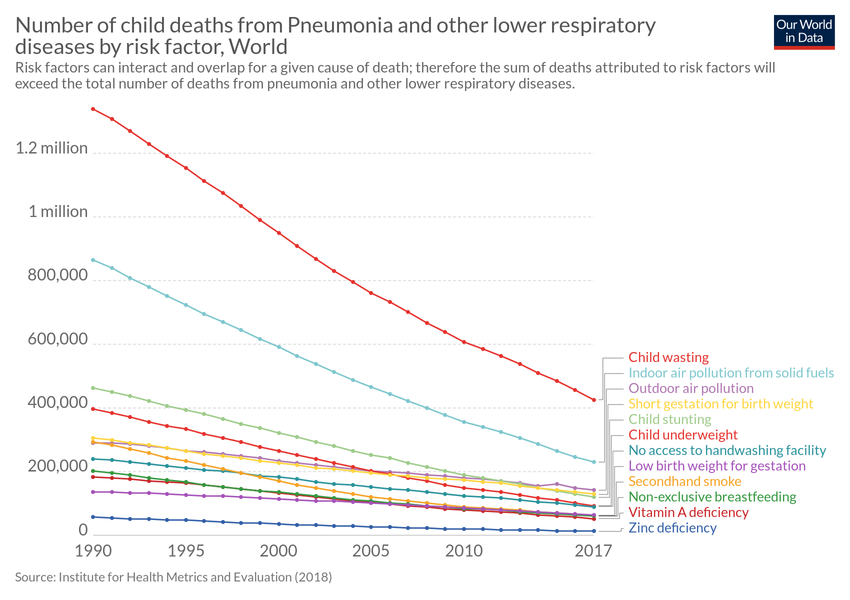 Number of child deaths from Pneumonia and other lower respiratory
diseases by risk factor, World
Our World
in Data
Risk factors can interact and overlap for a given cause of death; therefore the sum of deaths attributed to risk factors will
exceed the total number of deaths from pneumonia and other lower respiratory diseases.
1.2 million
1 million
800,000
600,000
400,000
200,000
0
1990
1995
2000
2005
2010
2017
Child wasting
Indoor air pollution from solid fuels
Outdoor air pollution
Short gestation for birth weight
Child stunting
Child underweight
No access to handwashing facility
Low birth weight for gestation
Secondhand smoke
Non-exclusive breastfeeding
Vitamin A deficiency
Zinc deficiency
Source: Institute for Health Metrics and Evaluation (2018)